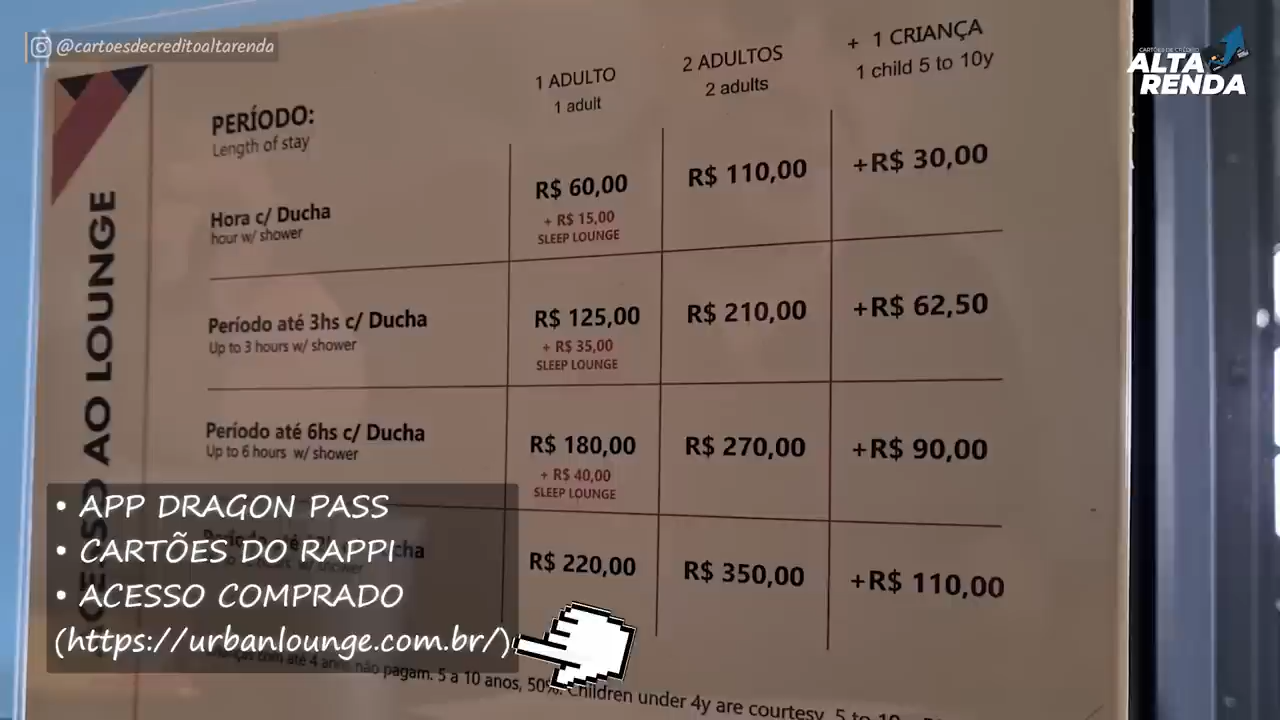 @cartoesdecreditoaltarenda
CARTÕES DE CRÉDITO
ALTA
RENDA
AO LOUNGE
PERÍODO:
Length of stay
1 ADULTO
1 adult
2 ADULTOS
2 adults
+ 1 CRIANÇA
1 child 5 to 10y
Hora c/ Ducha
hour w/ shower
R$ 60,00
+ R$ 15,00
SLEEP LOUNGE
R$ 110,00
+R$ 30,00
Período até 3hs c/ Ducha
Up to 3 hours w/ shower
R$ 125,00
+ R$ 35,00
SLEEP LOUNGE
R$ 210,00
+R$ 62,50
Período até 6hs c/ Ducha
Up to 6 hours w/ shower
R$ 180,00
+ R$ 40,00
SLEEP LOUNGE
R$ 270,00
+R$ 90,00
R$ 220,00
R$ 350,00
+R$ 110,00
• APP DRAGON PASS
• CARTÕES DO RAPPI
• ACESSO COMPRADO
(https://urbanlounge.com.br/)
com até 4 anos não pagam. 5 a 10 anos, 50%. Children under 4y are courtesy. 5 to 10